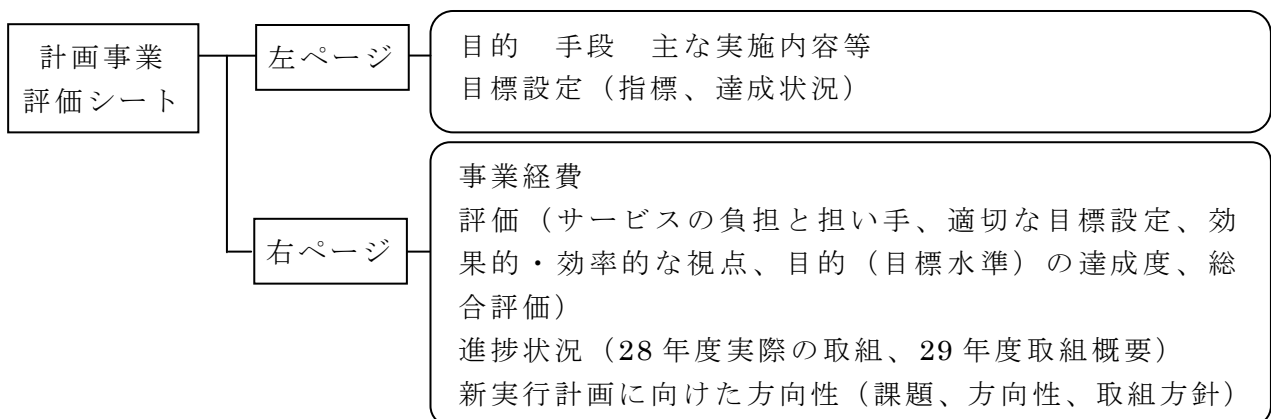 計画事業
評価シート
左ページ
目的　手段　主な実施内容等
目標設定（指標、達成状況）
右ページ
事業経費
評価（サービスの負担と担い手、適切な目標設定、効
果的・効率的な視点、目的（目標水準）の達成度、総
合評価）
進捗状況（28 年度実際の取組、29 年度取組概要）
新実行計画に向けた方向性（課題、方向性、取組方針）